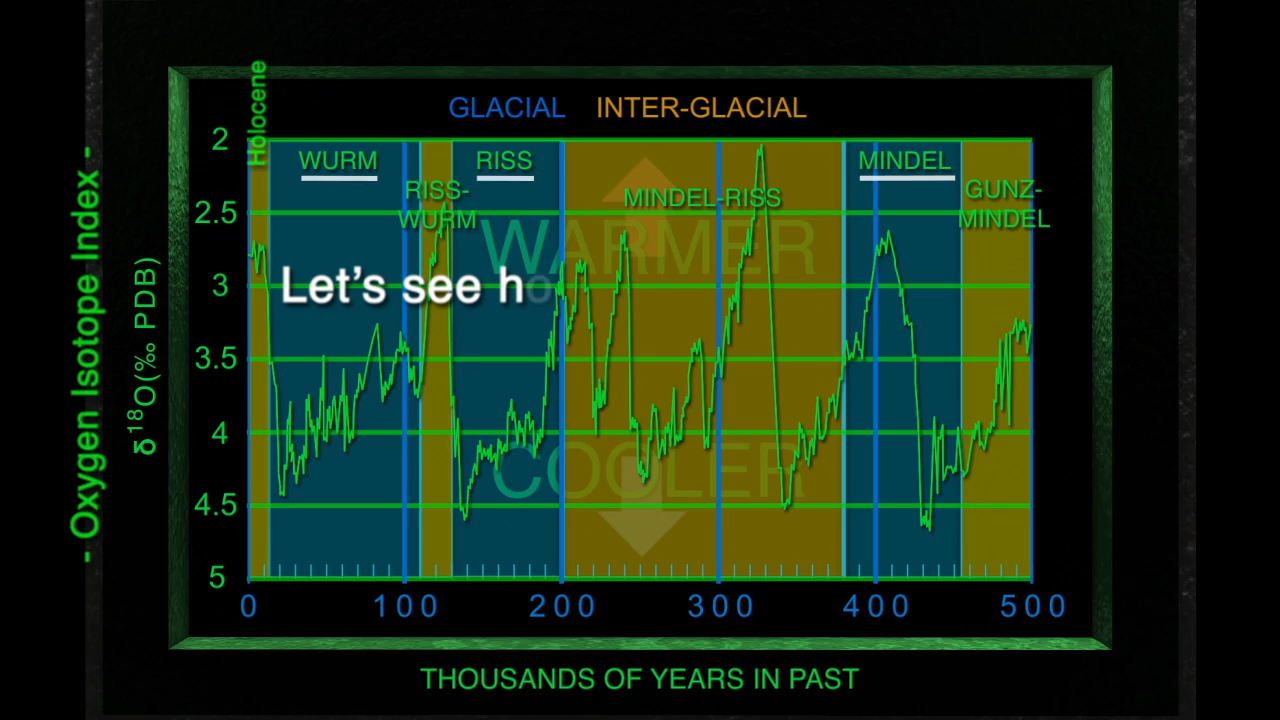 Holocene
GLACIAL INTER-GLACIAL
WURM
RISS-
WURM
RISS
MINDEL-RISS
MINDEL
GUNZ-
MINDEL
WARMER
Let's see ho
COOLER
- Oxygen Isotope Index -
δ¹⁸O(‰ PDB)
2
2.5
3
3.5
4
4.5
5
0 100 200 300 400 500
THOUSANDS OF YEARS IN PAST